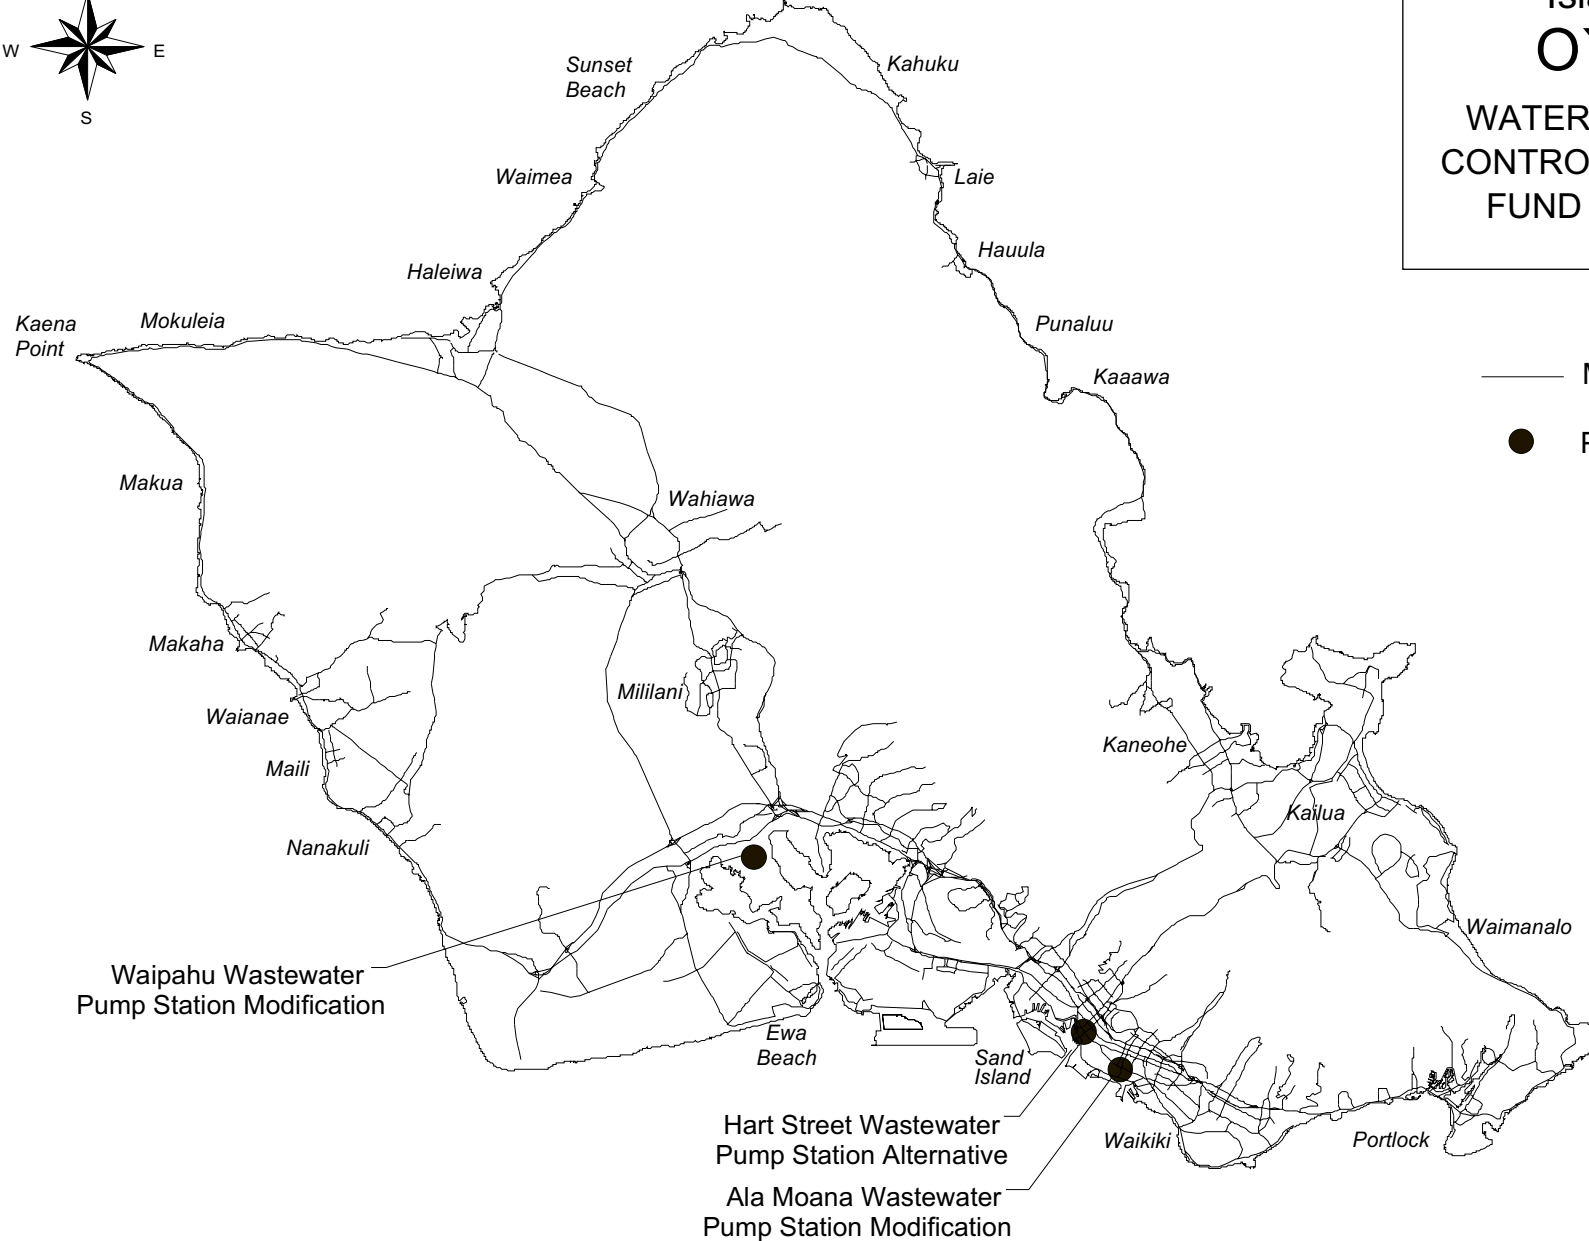 W
E
S
OY
WATER
CONTRO
FUND
Sunset
Beach
Kahuku
Waimea
Laie
Haleiwa
Hauula
Kaena
Point
Mokuleia
Punaluu
Kaaawa
Makua
Wahiawa
Makaha
Mililani
Waianae
Kaneohe
Maili
Kailua
Nanakuli
Waimanalo
Waipahu Wastewater
Pump Station Modification
Ewa
Beach
Sand
Island
Hart Street Wastewater
Pump Station Alternative
Waikiki
Portlock
Ala Moana Wastewater
Pump Station Modification